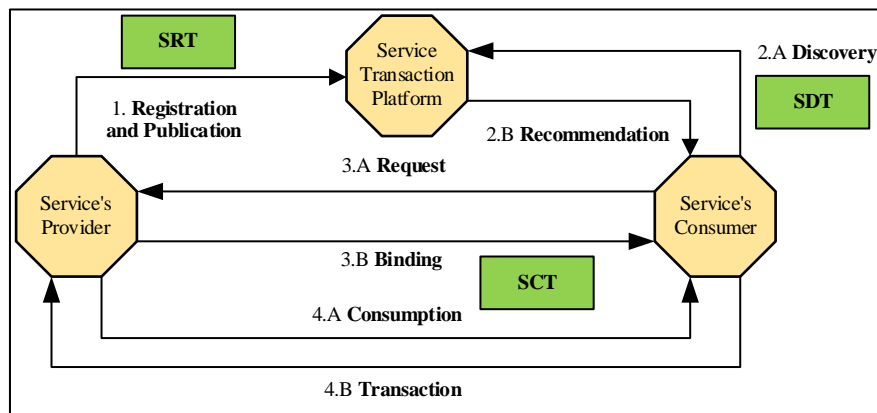 SRT
Service
Transaction
Platform
2.A Discovery
SDT
1. Registration
and Publication
2.B Recommendation
3.A Request
Service's
Provider
Service's
Consumer
3.B Binding
SCT
4.A Consumption
4.B Transaction